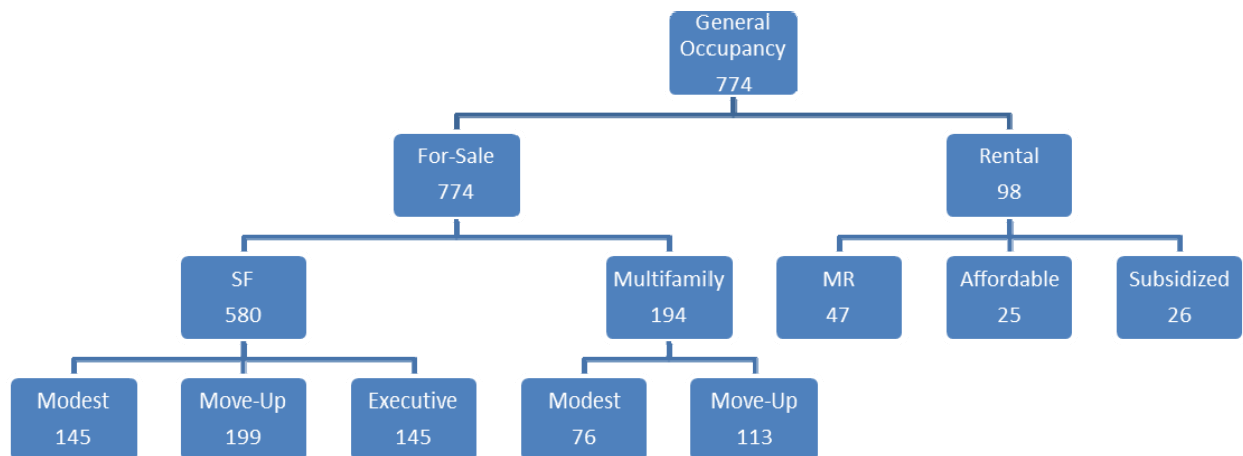 General
Occupancy
774
For-Sale
774
Rental
98
SF
580
Multifamily
194
MR
47
Affordable
25
Subsidized
26
Modest
145
Move-Up
199
Executive
145
Modest
76
Move-Up
113